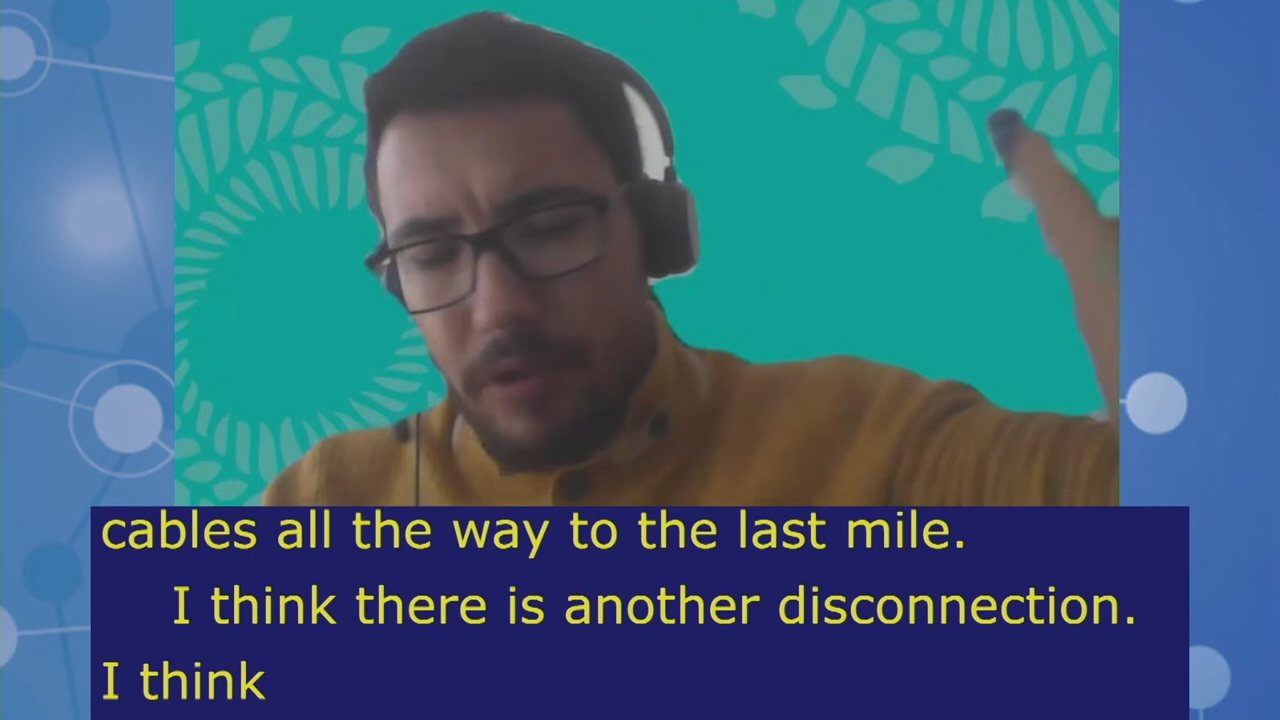 cables all the way to the last mile.
I think there is another disconnection.
I think